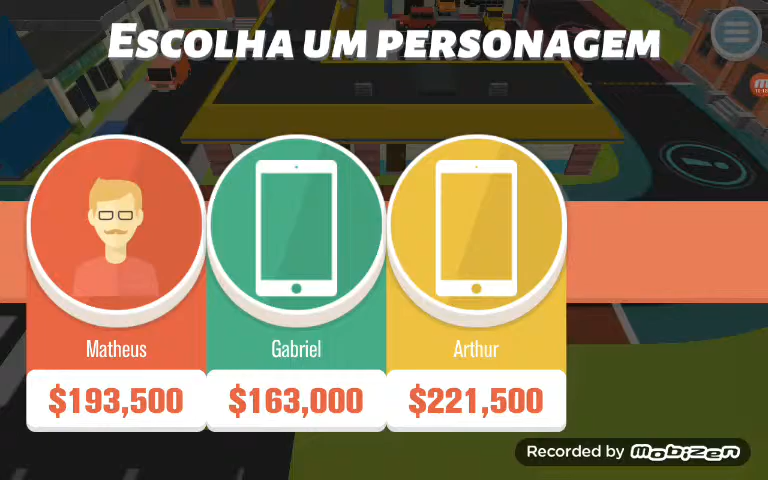 ESCOLHA UM PERSONAGEM
Matheus
Gabriel
Arthur
$193,500
$163,000
$221,500
Recorded by mobizen